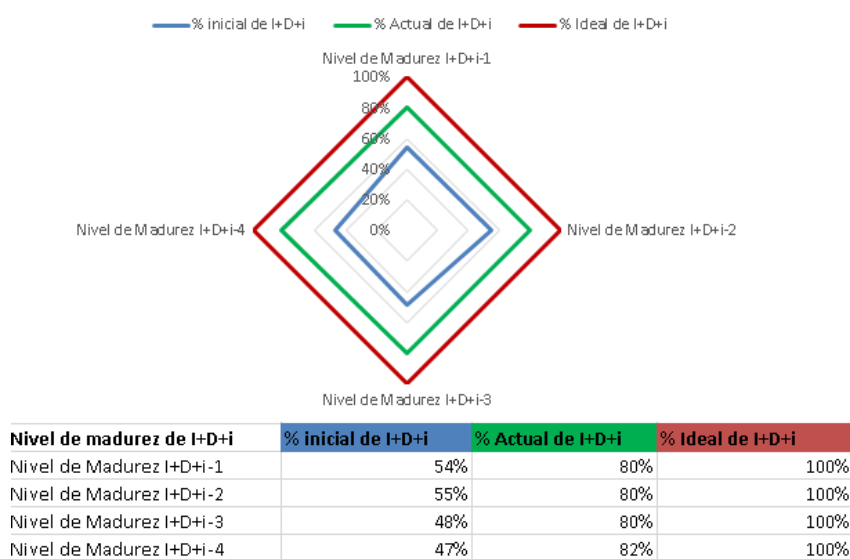 % inicial de I+D+i % Actual de I+D+i % Ideal de I+D+i
Nivel de Madurez I+D+i-1
100%
80%
60%
40%
20%
0%
Nivel de Madurez I+D+i-4
Nivel de Madurez I+D+i-2
Nivel de Madurez I+D+i-3
Nivel de madurez de I+D+i % inicial de I+D+i % Actual de I+D+i % Ideal de I+D+i
Nivel de Madurez I+D+i-1 54% 80% 100%
Nivel de Madurez I+D+i-2 55% 80% 100%
Nivel de Madurez I+D+i-3 48% 80% 100%
Nivel de Madurez I+D+i-4 47% 82% 100%